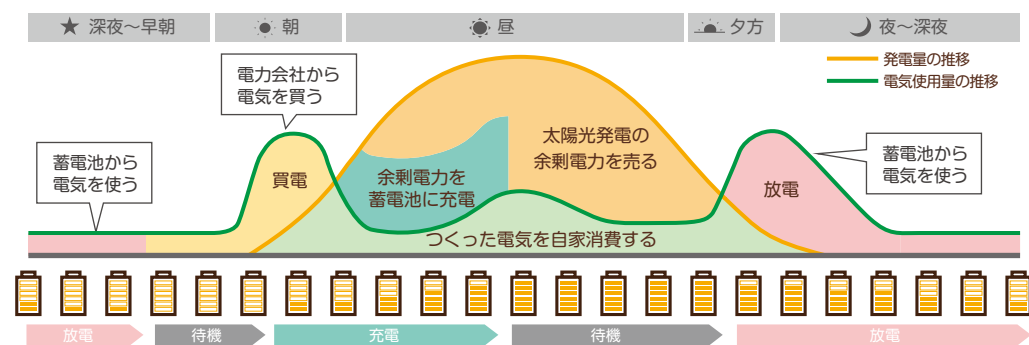 深夜～早朝
朝
昼
夕方
夜～深夜
発電量の推移
電気使用量の推移
電力会社から
電気を買う
蓄電池から
電気を使う
買電
余剰電力を
蓄電池に充電
太陽光発電の
余剰電力を売る
放電
蓄電池から
電気を使う
つくった電気を自家消費する
放電
待機
充電
待機
放電